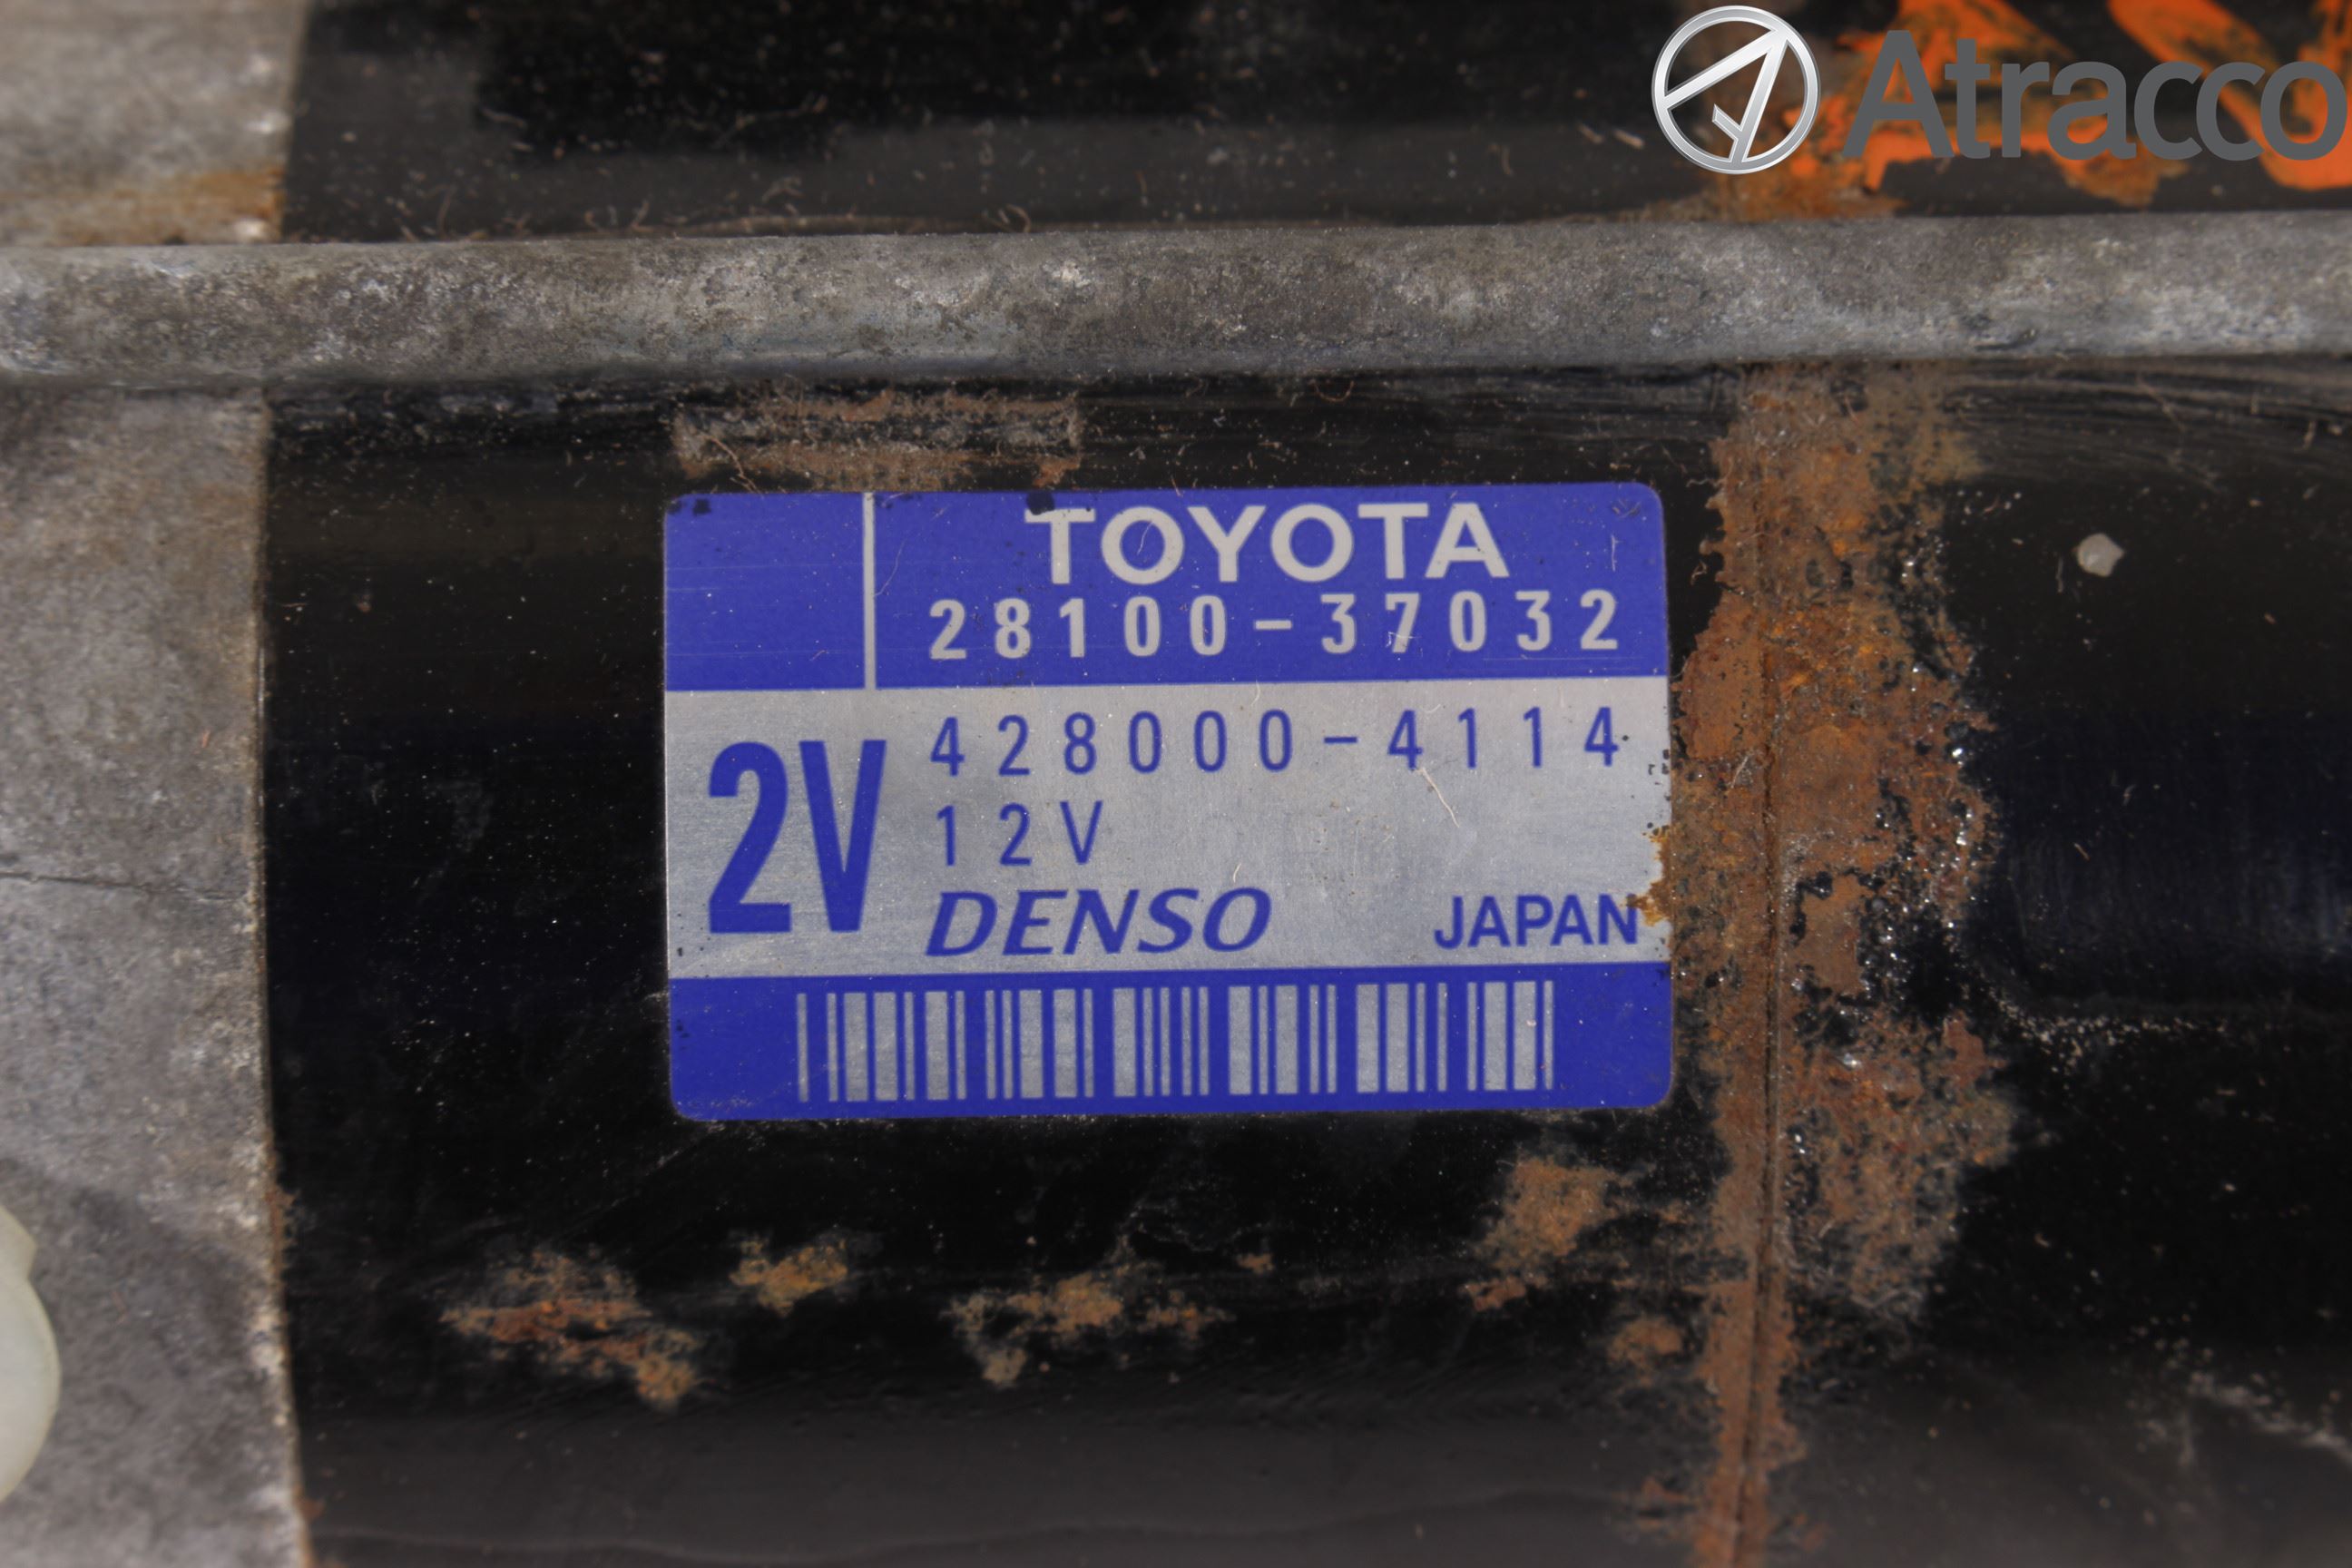 Atracco
TOYOTA
28100-37032
2V
428000-4114
12V
DENSO JAPAN